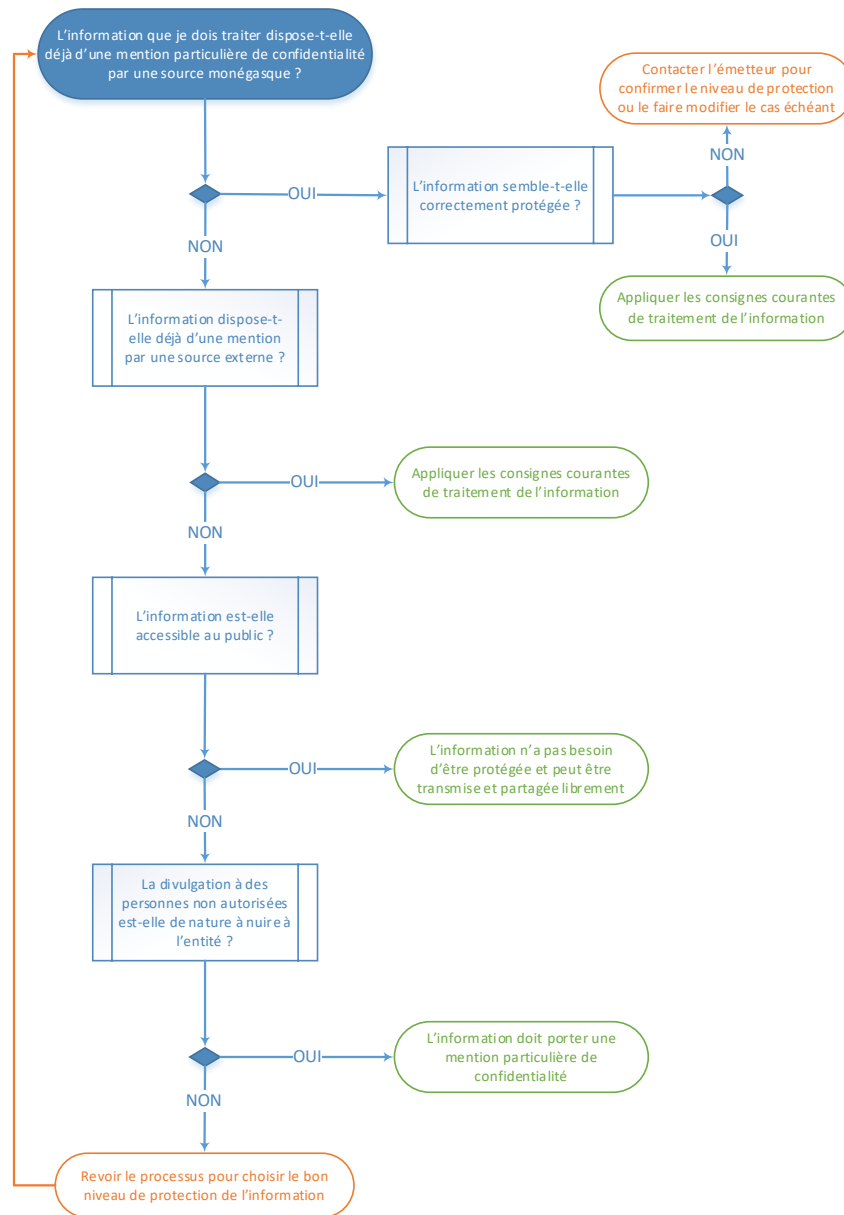 L’information que je dois traiter dispose-t-elle
déjà d’une mention particulière de confidentialité
par une source monégasque ?
Contacter l’émetteur pour
confirmer le niveau de protection
ou le faire modifier le cas échéant
NON
OUI
L’information semble-t-elle
correctement protégée ?
OUI
NON
Appliquer les consignes courantes
de traitement de l’information
L’information dispose-t-
elle déjà d’une mention
par une source externe ?
OUI
Appliquer les consignes courantes
de traitement de l’information
NON
L’information est-elle
accessible au public ?
OUI
L’information n’a pas besoin
d’être protégée et peut être
transmise et partagée librement
NON
La divulgation à des
personnes non autorisées
est-elle de nature à nuire à
l’entité ?
OUI
L’information doit porter une
mention particulière de
confidentialité
NON
Revoir le processus pour choisir le bon
niveau de protection de l’information